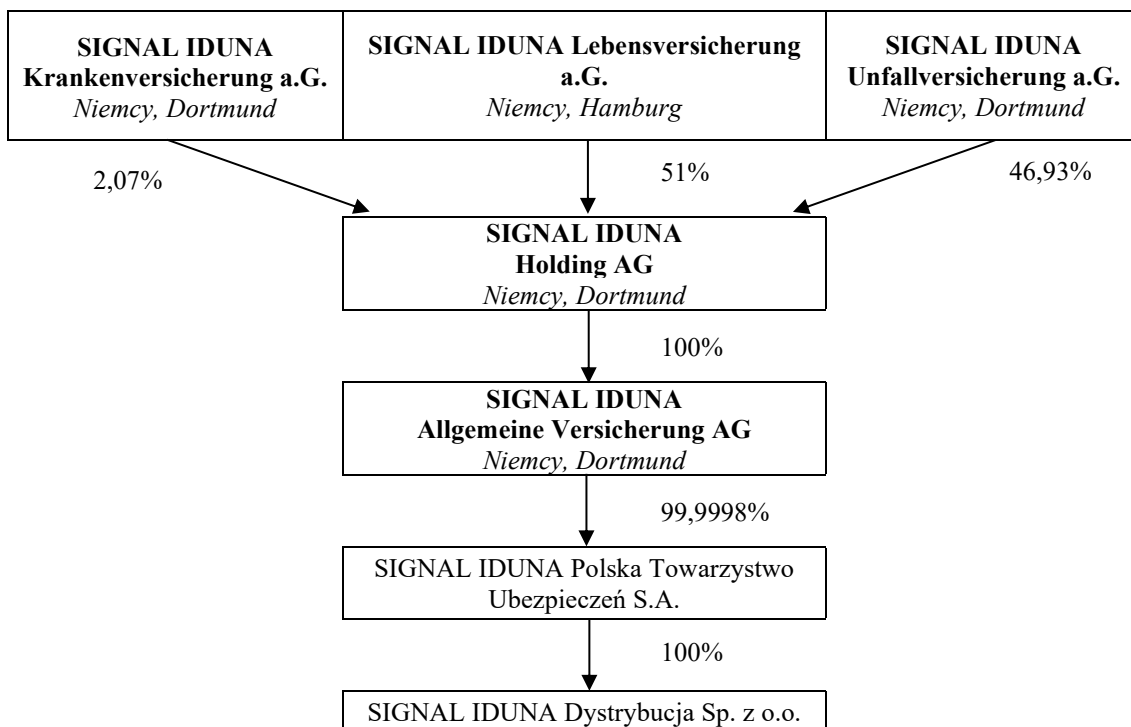 SIGNAL IDUNA
Krankenversicherung a.G.
Niemcy, Dortmund
SIGNAL IDUNA Lebensversicherung
a.G.
Niemcy, Hamburg
SIGNAL IDUNA
Unfallversicherung a.G.
Niemcy, Dortmund
2,07%
51%
46,93%
SIGNAL IDUNA
Holding AG
Niemcy, Dortmund
100%
SIGNAL IDUNA
Allgemeine Versicherung AG
Niemcy, Dortmund
99,9998%
SIGNAL IDUNA Polska Towarzystwo
Ubezpieczeń S.A.
100%
SIGNAL IDUNA Dystrybucja Sp. z o.o.